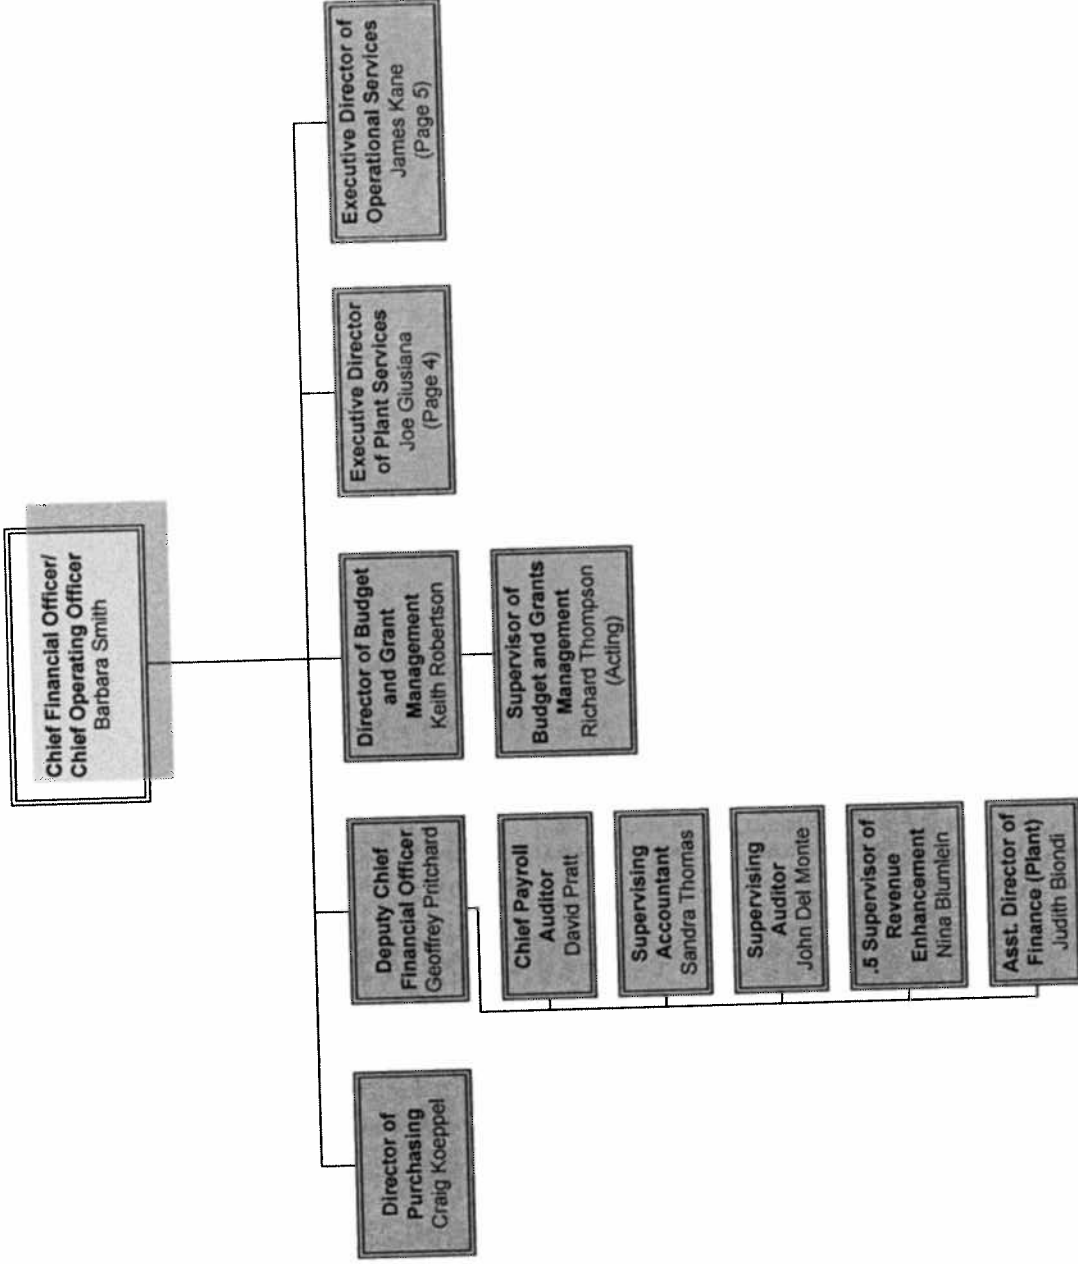 Chief Financial Officer/
Chief Operating Officer
Barbara Smith
Director of
Purchasing
Craig Koeppel
Deputy Chief
Financial Officer
Geoffrey Pritchard
Chief Payroll
Auditor
David Pratt
Supervising
Accountant
Sandra Thomas
Supervising
Auditor
John Del Monte
.5 Supervisor of
Revenue
Enhancement
Nina Blumlein
Asst. Director of
Finance (Plant)
Judith Biondi
Director of Budget
and Grant
Management
Keith Robertson
Supervisor of
Budget and Grants
Management
Richard Thompson
(Acting)
Executive Director
of Plant Services
Joe Giusiana
(Page 4)
Executive Director of
Operational Services
James Kane
(Page 5)